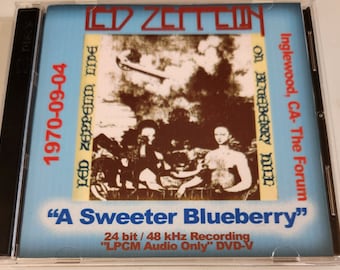 LED ZEPPELIN
LED ZEPPELIN LIVE
ON BLUEBERRY HILL
1970-09-04
Inglewood, CA- The Forum
“A Sweeter Blueberry”
24 bit / 48 kHz Recording
"LPCM Audio Only" DVD-V